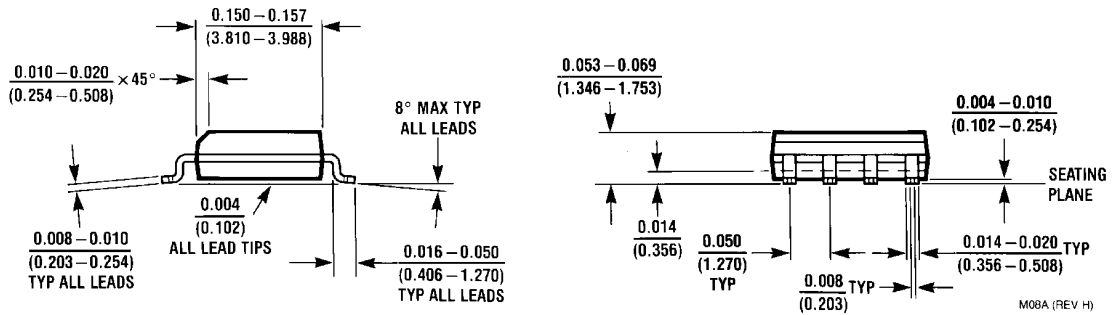 0.150–0.157
(3.810–3.988)
0.010–0.020
(0.254–0.508)
×45°
8° MAX TYP
ALL LEADS
0.004
(0.102)
ALL LEAD TIPS
0.008–0.010
(0.203–0.254)
TYP ALL LEADS
0.016–0.050
(0.406–1.270)
TYP ALL LEADS
0.053–0.069
(1.346–1.753)
0.004–0.010
(0.102–0.254)
SEATING
PLANE
0.014
(0.356)
0.050
(1.270)
TYP
0.014–0.020
(0.356–0.508)
TYP
0.008
(0.203)
TYP
M08A (REV H)